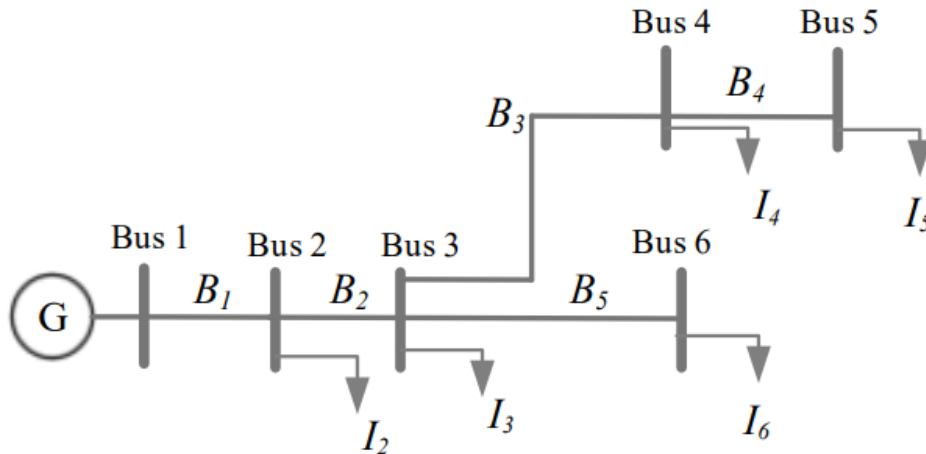 Bus 4
Bus 5
B₄
B₃
I₄
I₅
Bus 1
Bus 2
Bus 3
Bus 6
G
B₁
B₂
B₅
I₂
I₃
I₆